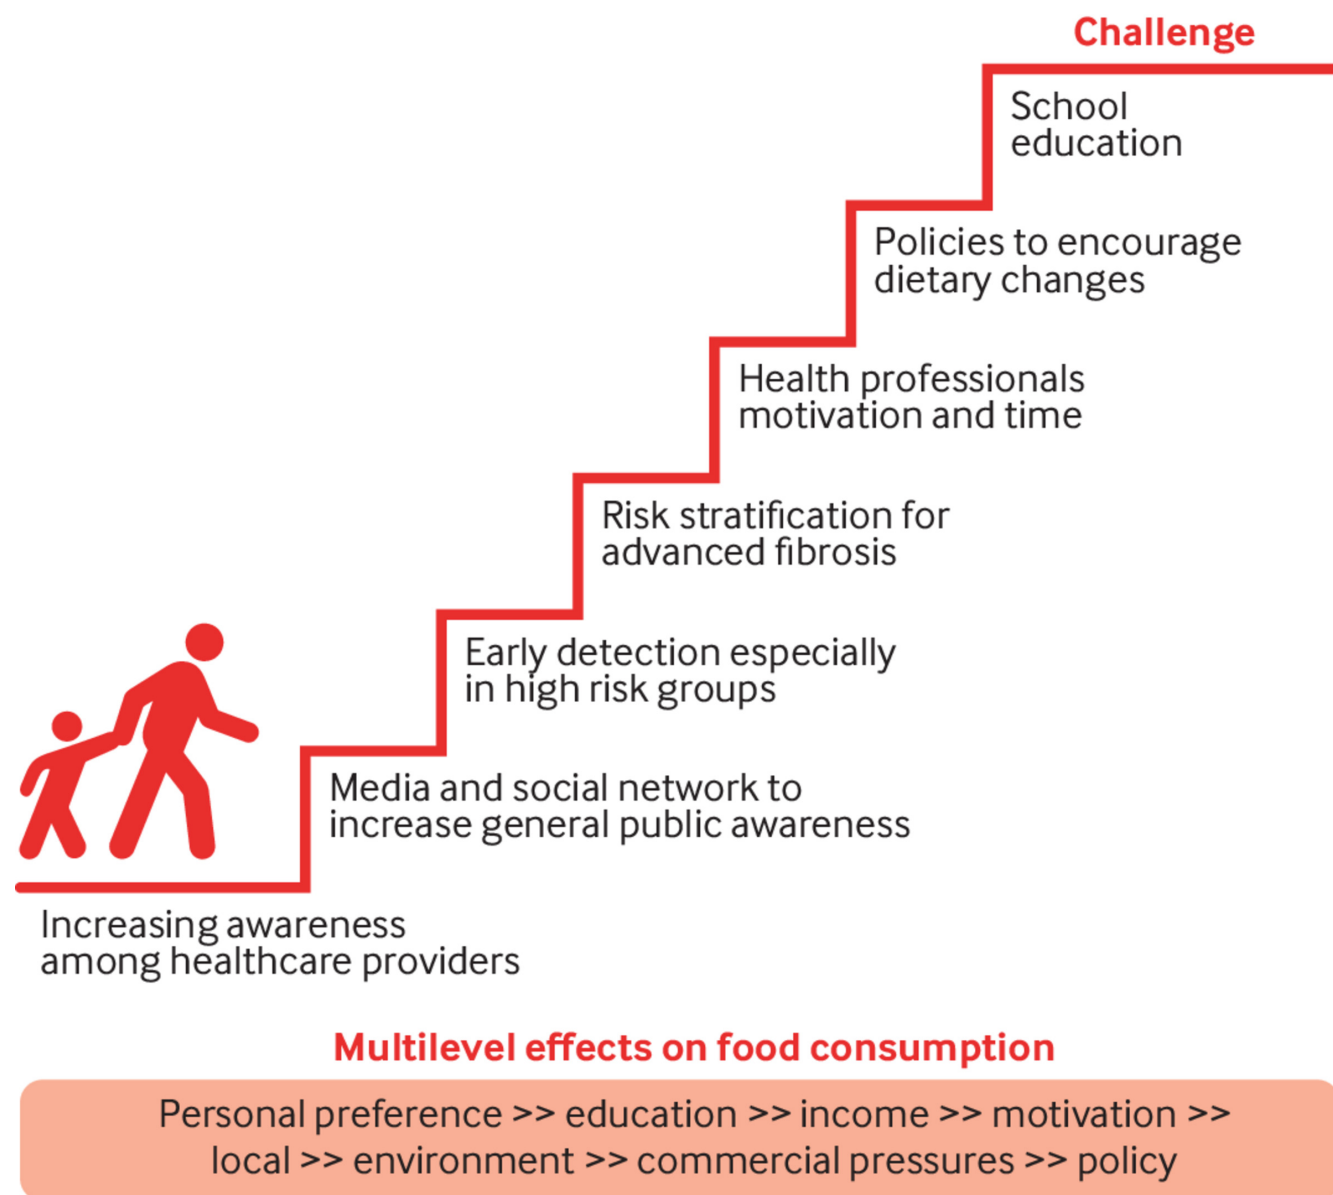 Challenge
School
education
Policies to encourage
dietary changes
Health professionals
motivation and time
Risk stratification for
advanced fibrosis
Early detection especially
in high risk groups
Media and social network to
increase general public awareness
Increasing awareness
among healthcare providers
Multilevel effects on food consumption
Personal preference >> education >> income >> motivation >>
local >> environment >> commercial pressures >> policy